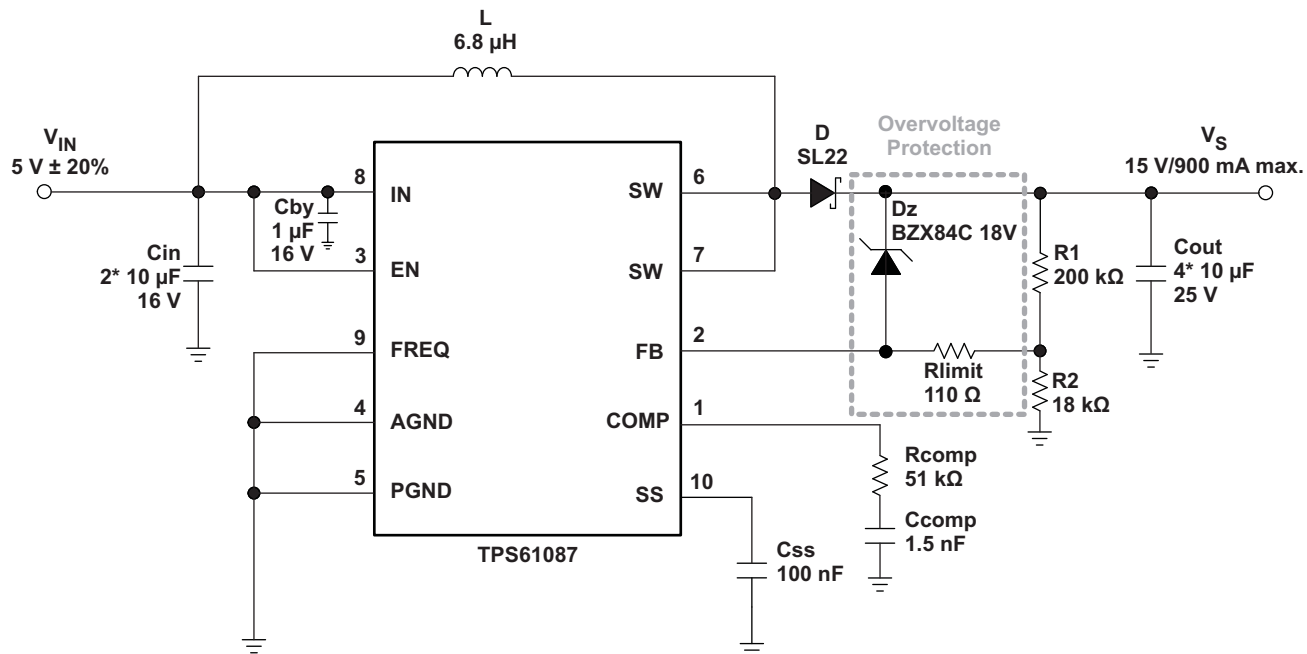 L
6.8 µH
V_IN
5 V ± 20%
Cin
2* 10 µF
16 V
Cby
1 µF
16 V
8
IN
3
EN
9
FREQ
4
AGND
5
PGND
SW
6
SW
7
FB
2
COMP
1
SS
10
TPS61087
D
SL22
Overvoltage
Protection
Dz
BZX84C 18V
Rlimit
110 Ω
R1
200 kΩ
R2
18 kΩ
V_S
15 V/900 mA max.
Cout
4* 10 µF
25 V
Rcomp
51 kΩ
Ccomp
1.5 nF
Css
100 nF